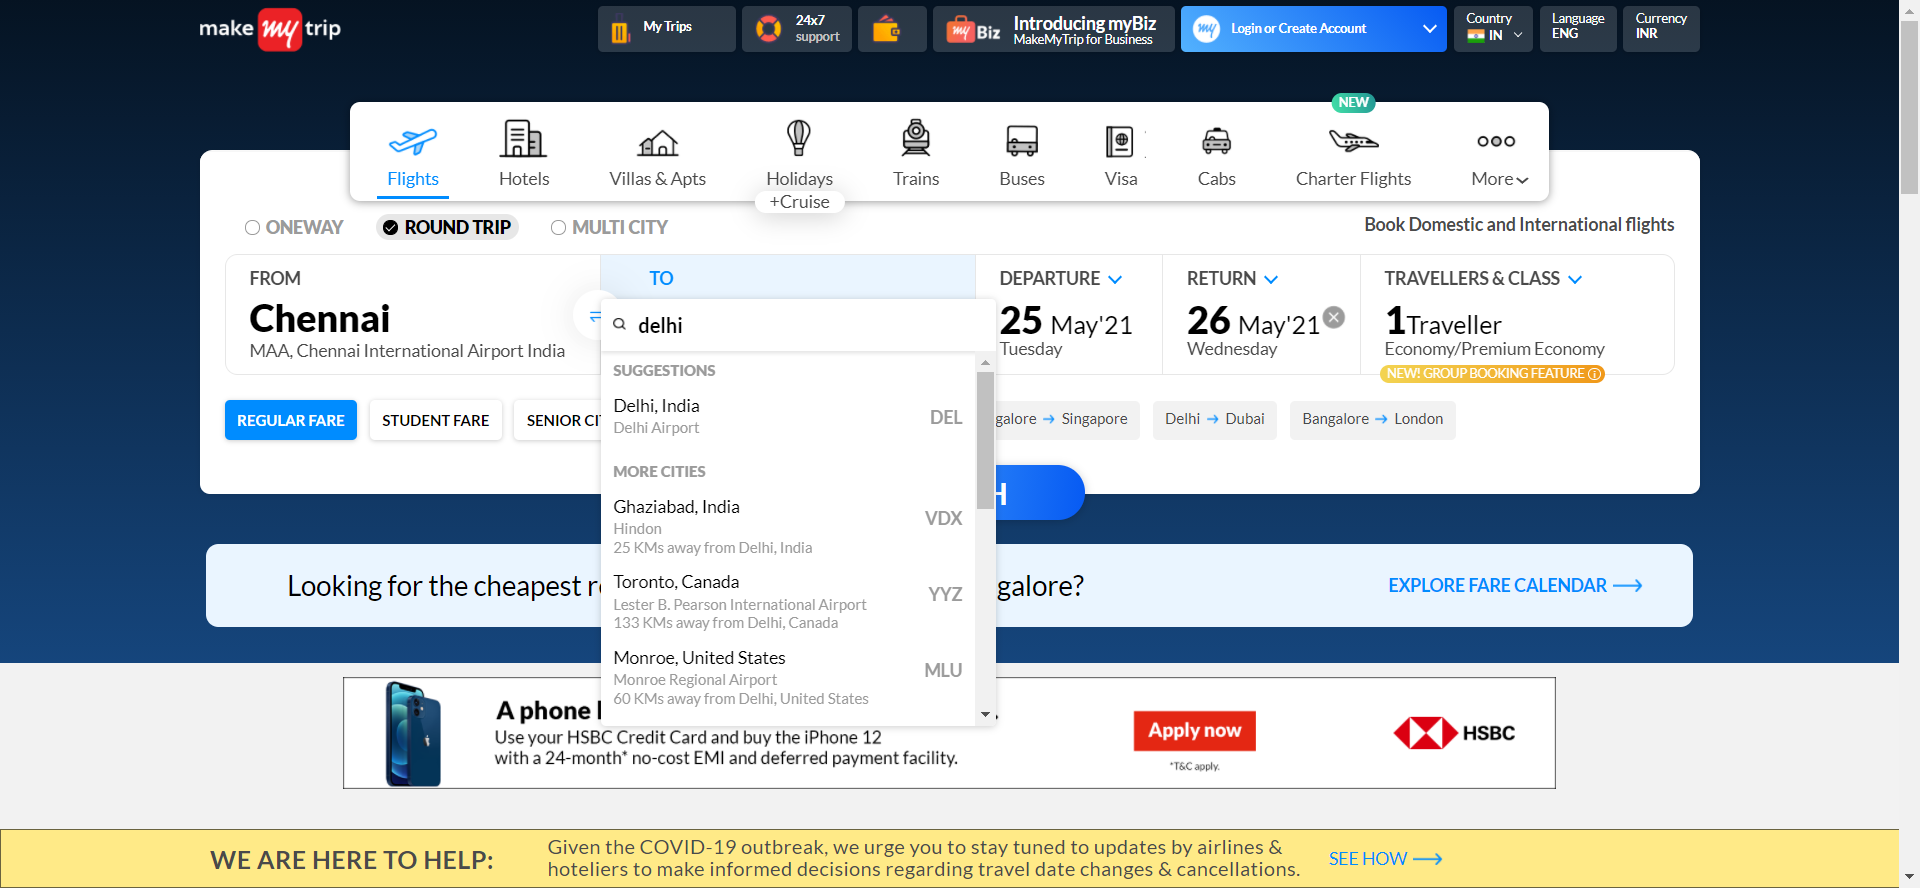 make my trip
My Trips
24x7
support
my Biz
Introducing myBiz
MakeMyTrip for Business
my
Login or Create Account
Country
IN
Language
ENG
Currency
INR
NEW
Flights
Hotels
Villas & Apts
Holidays
+Cruise
Trains
Buses
Visa
Cabs
Charter Flights
More
ONEWAY
ROUND TRIP
MULTI CITY
Book Domestic and International flights
FROM
Chennai
MAA, Chennai International Airport India
TO
delhi
SUGGESTIONS
Delhi, India
Delhi Airport
DEL
MORE CITIES
Ghaziabad, India
Hindon
25 KMs away from Delhi, India
VDX
Toronto, Canada
Lester B. Pearson International Airport
133 KMs away from Delhi, Canada
YYZ
Monroe, United States
Monroe Regional Airport
60 KMs away from Delhi, United States
MLU
DEPARTURE
25 May'21
Tuesday
RETURN
26 May'21
Wednesday
TRAVELLERS & CLASS
1Traveller
Economy/Premium Economy
NEW! GROUP BOOKING FEATURE
REGULAR FARE
STUDENT FARE
SENIOR CI
galore → Singapore
Delhi → Dubai
Bangalore → London
H
Looking for the cheapest r
galore?
EXPLORE FARE CALENDAR
A phone
Use your HSBC Credit Card and buy the iPhone 12
with a 24-month* no-cost EMI and deferred payment facility.
Apply now
*T&C apply.
HSBC
WE ARE HERE TO HELP:
Given the COVID-19 outbreak, we urge you to stay tuned to updates by airlines &
hoteliers to make informed decisions regarding travel date changes & cancellations.
SEE HOW